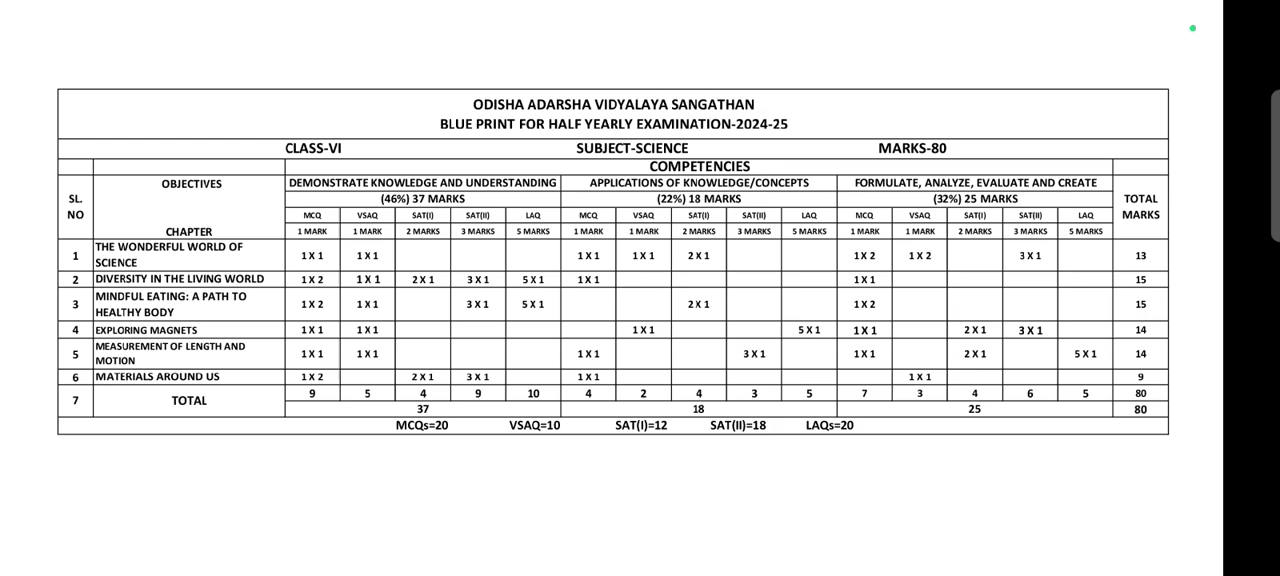 ODISHA ADARSHA VIDYALAYA SANGATHAN
BLUE PRINT FOR HALF YEARLY EXAMINATION-2024-25
CLASS-VI SUBJECT-SCIENCE MARKS-80
COMPETENCIES
SL. NO OBJECTIVES DEMONSTRATE KNOWLEDGE AND UNDERSTANDING APPLICATIONS OF KNOWLEDGE/CONCEPTS FORMULATE, ANALYZE, EVALUATE AND CREATE TOTAL MARKS
(46%) 37 MARKS (22%) 18 MARKS (32%) 25 MARKS
MCQ VSAQ SAT(I) SAT(II) LAQ MCQ VSAQ SAT(I) SAT(II) LAQ MCQ VSAQ SAT(I) SAT(II) LAQ
CHAPTER 1 MARK 1 MARK 2 MARKS 3 MARKS 5 MARKS 1 MARK 1 MARK 2 MARKS 3 MARKS 5 MARKS 1 MARK 1 MARK 2 MARKS 3 MARKS 5 MARKS
1 THE WONDERFUL WORLD OF SCIENCE 1 X 1 1 X 1 1 X 1 1 X 1 2 X 1 1 X 2 1 X 2 3 X 1 13
2 DIVERSITY IN THE LIVING WORLD 1 X 2 1 X 1 2 X 1 3 X 1 5 X 1 1 X 1 1 X 1 15
3 MINDFUL EATING: A PATH TO HEALTHY BODY 1 X 2 1 X 1 3 X 1 5 X 1 2 X 1 1 X 2 15
4 EXPLORING MAGNETS 1 X 1 1 X 1 1 X 1 5 X 1 1 X 1 2 X 1 3 X 1 14
5 MEASUREMENT OF LENGTH AND MOTION 1 X 1 1 X 1 1 X 1 3 X 1 1 X 1 2 X 1 5 X 1 14
6 MATERIALS AROUND US 1 X 2 2 X 1 3 X 1 1 X 1 1 X 1 9
7 TOTAL 9 5 4 9 10 4 2 4 3 5 7 3 4 6 5 80
37 18 25 80
MCQs=20 VSAQ=10 SAT(I)=12 SAT(II)=18 LAQs=20